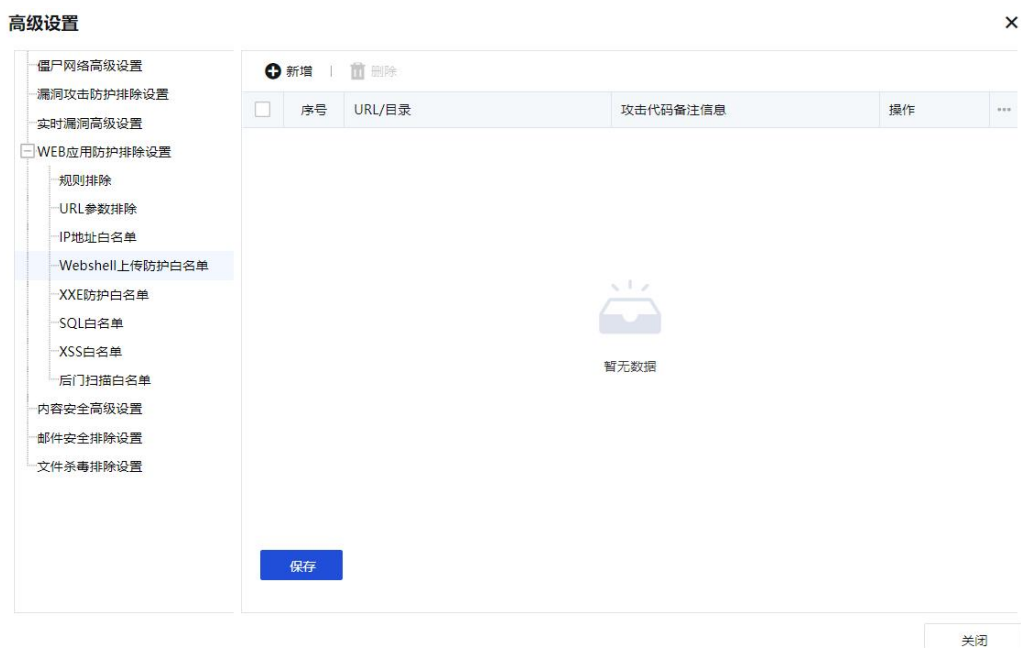 高级设置
僵尸网络高级设置
漏洞攻击防护排除设置
实时漏洞高级设置
WEB应用防护排除设置
规则排除
URL参数排除
IP地址白名单
Webshell上传防护白名单
XXE防护白名单
SQL白名单
XSS白名单
后门扫描白名单
内容安全高级设置
邮件安全排除设置
文件杀毒排除设置
新增 删除
序号 URL/目录 攻击代码备注信息 操作
暂无数据
保存
关闭